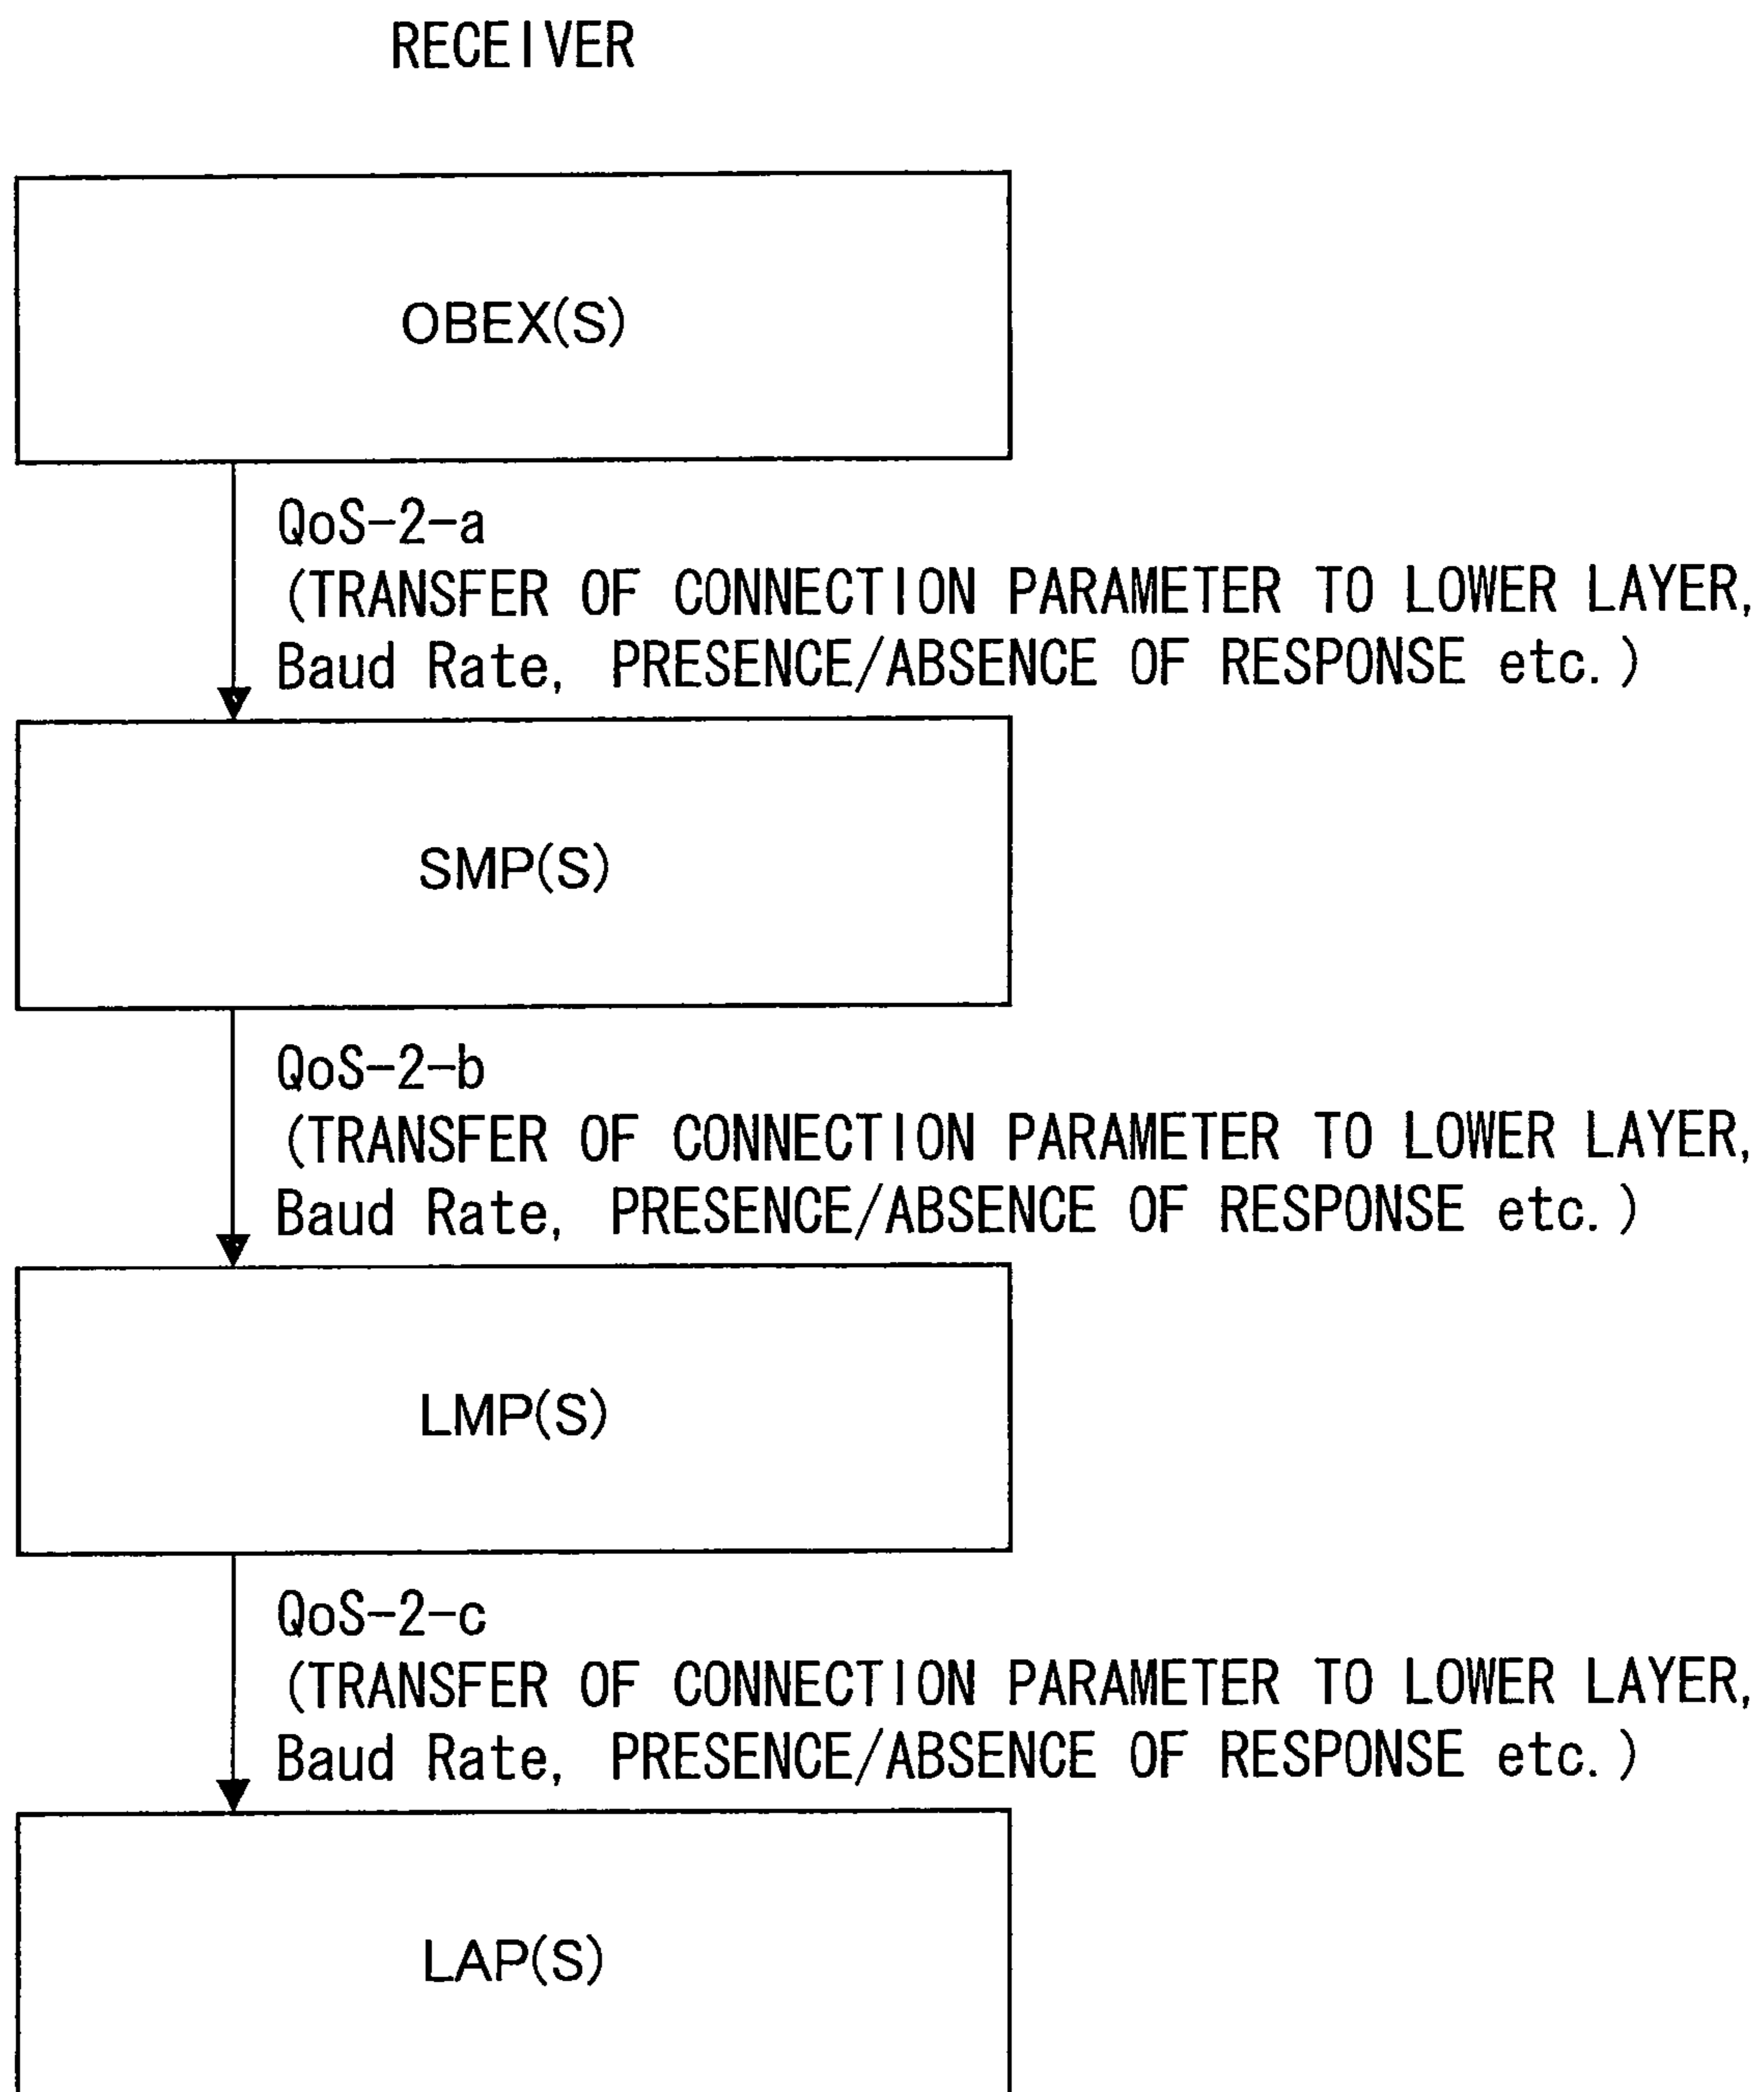 RECEIVER
OBEX(S)
QoS-2-a
(TRANSFER OF CONNECTION PARAMETER TO LOWER LAYER,
Baud Rate, PRESENCE/ABSENCE OF RESPONSE etc.)
SMP(S)
QoS-2-b
(TRANSFER OF CONNECTION PARAMETER TO LOWER LAYER,
Baud Rate, PRESENCE/ABSENCE OF RESPONSE etc.)
LMP(S)
QoS-2-c
(TRANSFER OF CONNECTION PARAMETER TO LOWER LAYER,
Baud Rate, PRESENCE/ABSENCE OF RESPONSE etc.)
LAP(S)